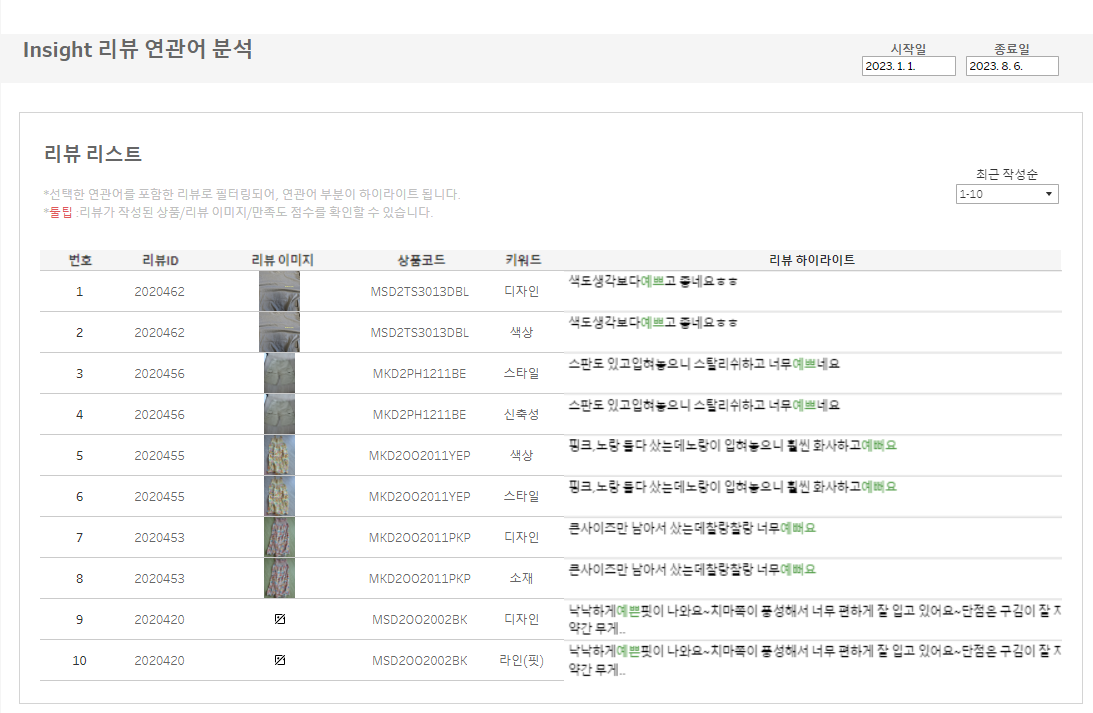 Insight 리뷰 연관어 분석
시작일 종료일
2023. 1. 1. 2023. 8. 6.
리뷰 리스트
최근 작성순
*선택한 연관어를 포함한 리뷰로 필터링되어, 연관어 부분이 하이라이트 됩니다.
1-10
*툴팁 :리뷰가 작성된 상품/리뷰 이미지/만족도 점수를 확인할 수 있습니다.
번호 리뷰ID 리뷰 이미지 상품코드 키워드 리뷰 하이라이트
1 2020462 MSD2TS3013DBL 디자인 색도생각보다예쁘고 좋네요ㅎㅎ
2 2020462 MSD2TS3013DBL 색상 색도생각보다예쁘고 좋네요ㅎㅎ
3 2020456 MKD2PH1211BE 스타일 스판도 있고입혀놓으니 스탈리쉬하고 너무예쁘네요
4 2020456 MKD2PH1211BE 신축성 스판도 있고입혀놓으니 스탈리쉬하고 너무예쁘네요
5 2020455 MKD2OO2011YEP 색상 핑크,노랑 둘다 샀는데노랑이 입혀놓으니 훨씬 화사하고예뻐요
6 2020455 MKD2OO2011YEP 스타일 핑크,노랑 둘다 샀는데노랑이 입혀놓으니 훨씬 화사하고예뻐요
7 2020453 MKD2OO2011PKP 디자인 큰사이즈만 남아서 샀는데찰랑찰랑 너무예뻐요
8 2020453 MKD2OO2011PKP 소재 큰사이즈만 남아서 샀는데찰랑찰랑 너무예뻐요
9 2020420 MSD2OO2002BK 디자인 낙낙하게예쁜핏이 나와요~치마폭이 풍성해서 너무 편하게 잘 입고 있어요~단점은 구김이 잘 지
약간 무게..
10 2020420 MSD2OO2002BK 라인(핏) 낙낙하게예쁜핏이 나와요~치마폭이 풍성해서 너무 편하게 잘 입고 있어요~단점은 구김이 잘 지
약간 무게..